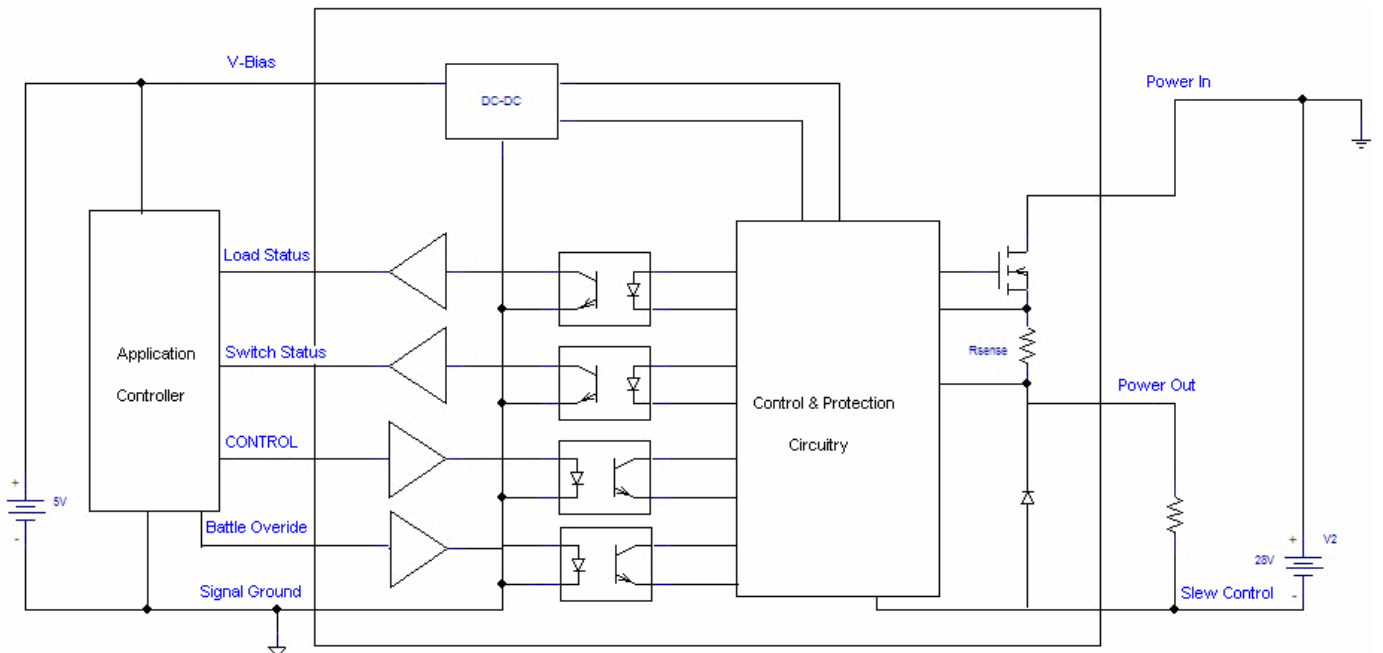 V-Bias
DC-DC
Power In
Load Status
Application
Controller
Switch Status
Rsense
Power Out
Control & Protection
Circuitry
CONTROL
+
5V
-
Battle Overide
+
V2
28V
-
Signal Ground
Slew Control